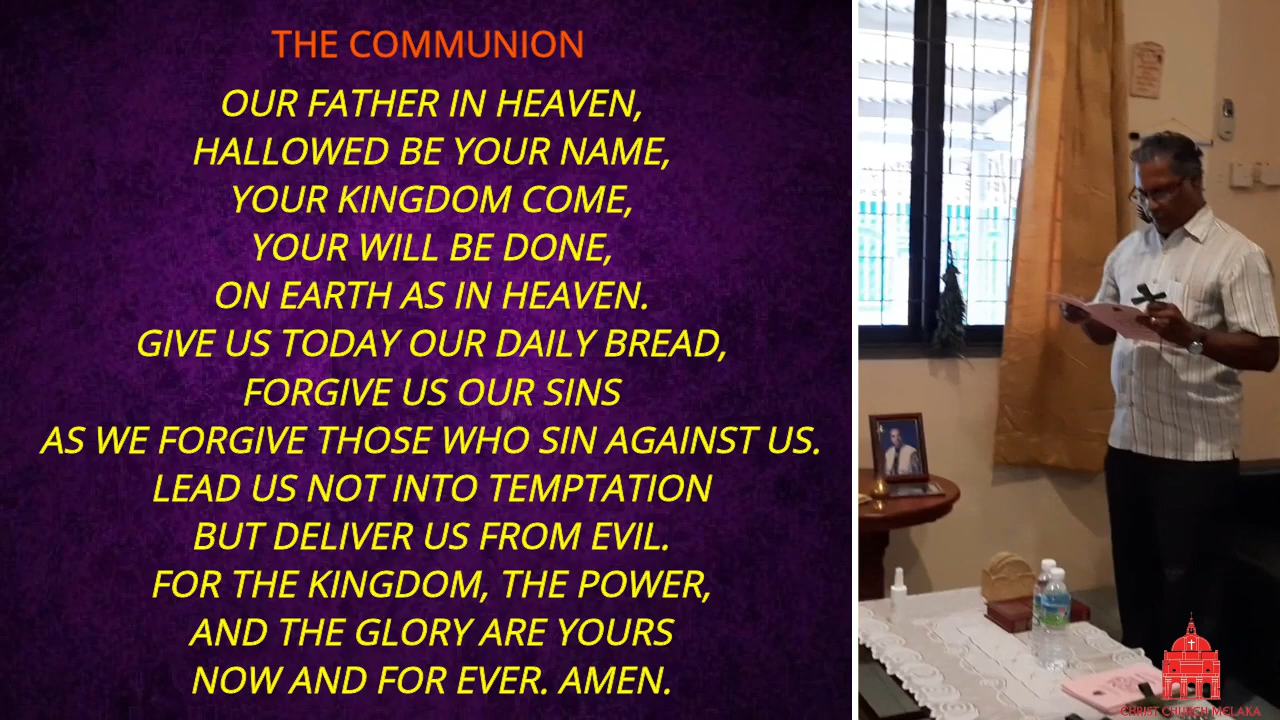 THE COMMUNION
OUR FATHER IN HEAVEN,
HALLOWED BE YOUR NAME,
YOUR KINGDOM COME,
YOUR WILL BE DONE,
ON EARTH AS IN HEAVEN.
GIVE US TODAY OUR DAILY BREAD,
FORGIVE US OUR SINS
AS WE FORGIVE THOSE WHO SIN AGAINST US.
LEAD US NOT INTO TEMPTATION
BUT DELIVER US FROM EVIL.
FOR THE KINGDOM, THE POWER,
AND THE GLORY ARE YOURS
NOW AND FOR EVER. AMEN.
CHRIST CHURCH MELAKA